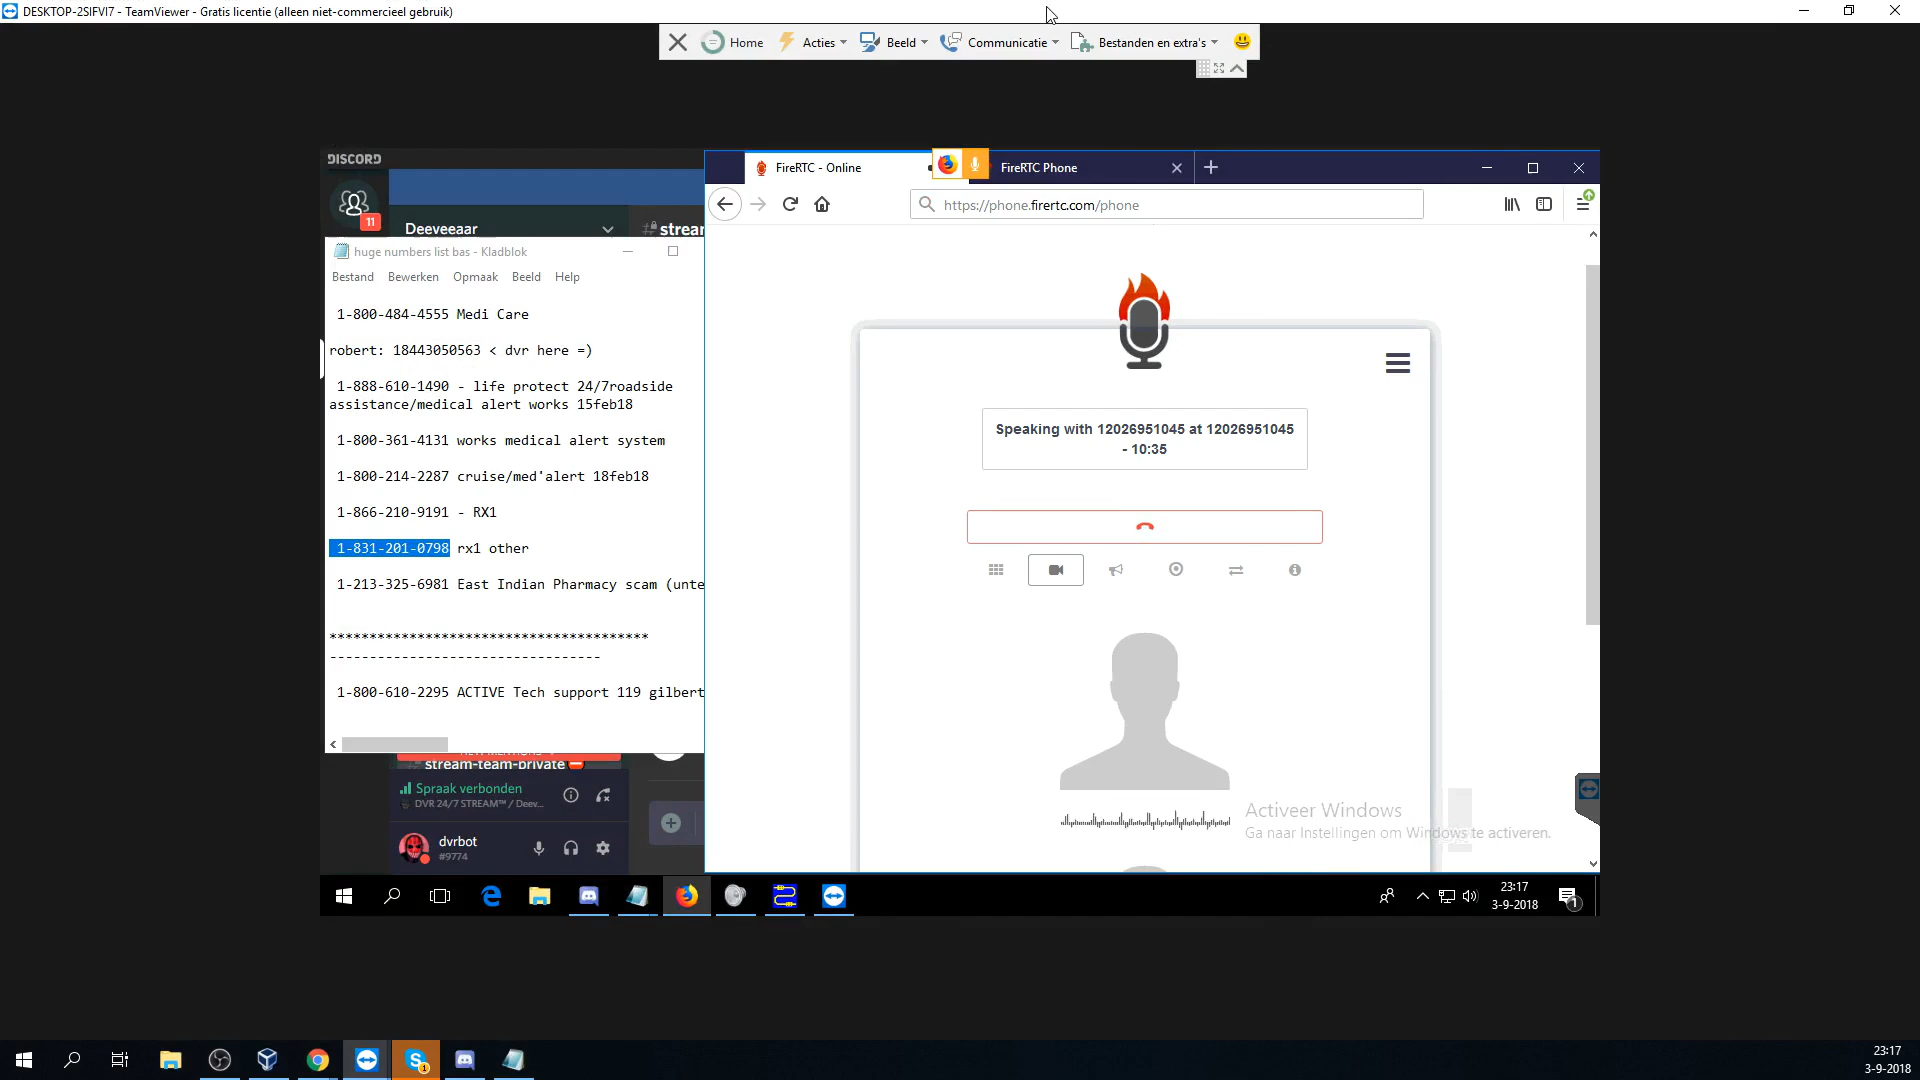 DESKTOP-2SIFVI7 - TeamViewer - Gratis licentie (alleen niet-commercieel gebruik)
Home Acties Beeld Communicatie Bestanden en extra's
DISCORD
11
Deeveeaar
#strea
huge numbers list bas - Kladblok
Bestand Bewerken Opmaak Beeld Help
1-800-484-4555 Medi Care
robert: 18443050563 < dvr here =)
1-888-610-1490 - life protect 24/7roadside
assistance/medical alert works 15feb18
1-800-361-4131 works medical alert system
1-800-214-2287 cruise/med'alert 18feb18
1-866-210-9191 - RX1
1-831-201-0798 rx1 other
1-213-325-6981 East Indian Pharmacy scam (unte
****************************************
----------------------------------
1-800-610-2295 ACTIVE Tech support 119 gilbert
stream-team-private
Spraak verbonden
DVR 24/7 STREAM™ / Deev...
dvrbot
#9774
FireRTC - Online
FireRTC Phone
https://phone.firertc.com/phone
Speaking with 12026951045 at 12026951045
- 10:35
Activeer Windows
Ga naar Instellingen om Windows te activeren.
23:17
3-9-2018
1
1
23:17
3-9-2018